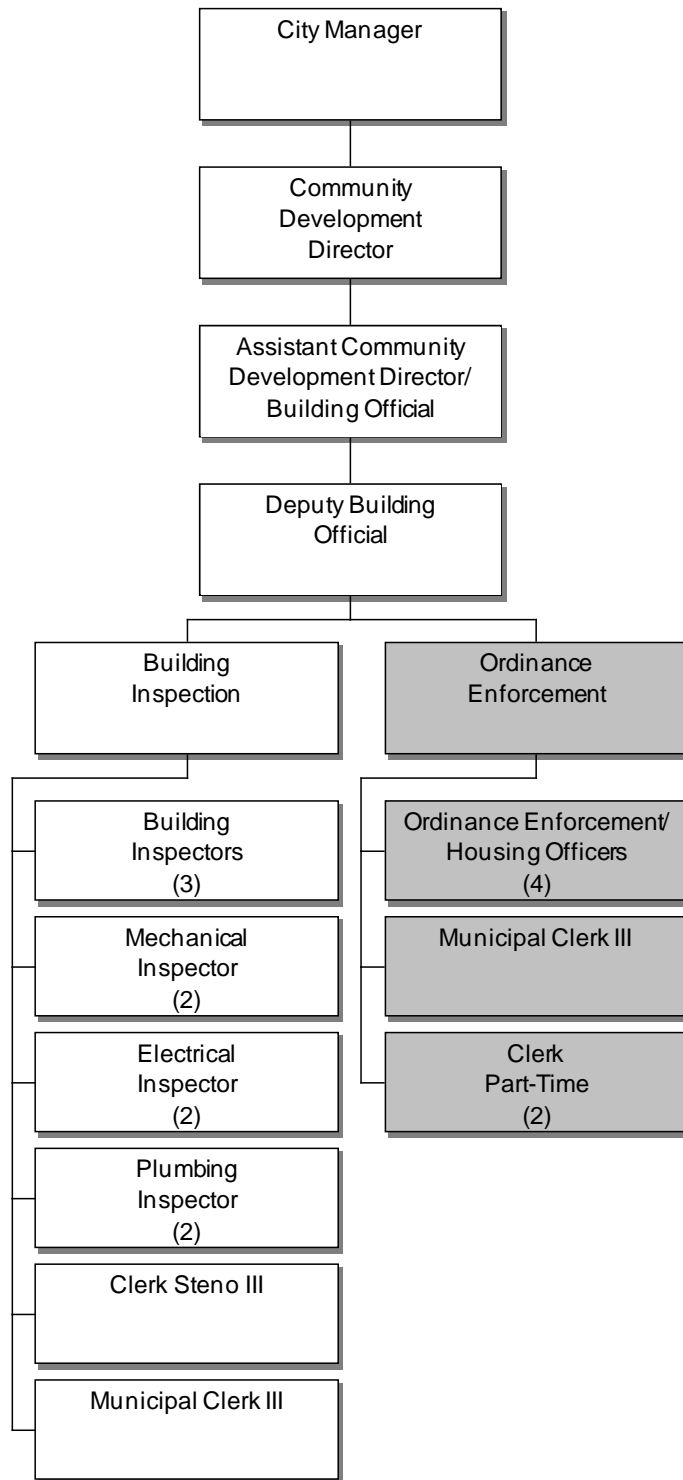 City Manager
Community
Development
Director
Assistant Community
Development Director/
Building Official
Deputy Building
Official
Building
Inspection
Building
Inspectors
(3)
Mechanical
Inspector
(2)
Electrical
Inspector
(2)
Plumbing
Inspector
(2)
Clerk Steno III
Municipal Clerk III
Ordinance
Enforcement
Ordinance Enforcement/
Housing Officers
(4)
Municipal Clerk III
Clerk
Part-Time
(2)